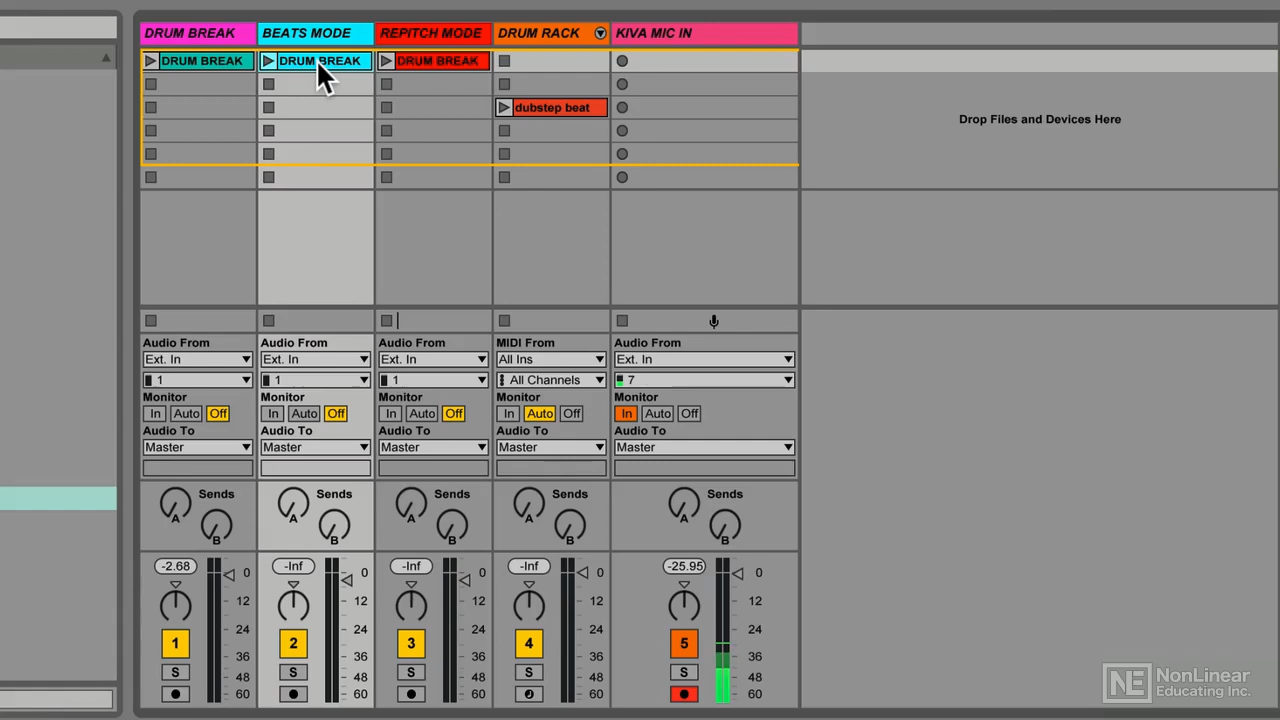 DRUM BREAK BEATS MODE REPITCH MODE DRUM RACK KIVA MIC IN
DRUM BREAK DRUM BREAK DRUM BREAK
dubstep beat
Drop Files and Devices Here
Audio From Audio From Audio From MIDI From Audio From
Ext. In Ext. In Ext. In All Ins Ext. In
1 1 1 All Channels 7
Monitor Monitor Monitor Monitor Monitor
In Auto Off In Auto Off In Auto Off In Auto Off In Auto Off
Audio To Audio To Audio To Audio To Audio To
Master Master Master Master Master
Sends Sends Sends Sends Sends
A A A A A
B B B B B
-2.68 -Inf -Inf -Inf -25.95
0 0 0 0 0
12 12 12 12 12
24 24 24 24 24
1 2 3 4 5
36 36 36 36 36
S S S S S
48 48 48 48 48
60 60 60 60 60
NE NonLinear
Educating Inc.